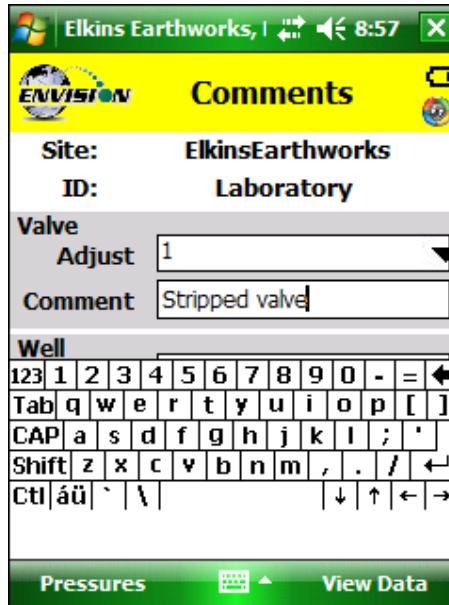 Elkins Earthworks, 8:57
ENVISION
Comments
Site: ElkinsEarthworks
ID: Laboratory
Valve
Adjust 1
Comment Stripped valve
Well
123 1 2 3 4 5 6 7 8 9 0 - =
Tab q w e r t y u i o p [ ]
CAP a s d f g h j k l ; '
Shift z x c v b n m , . /
Ctl áü ` \ ↓ ↑ ← →
Pressures View Data